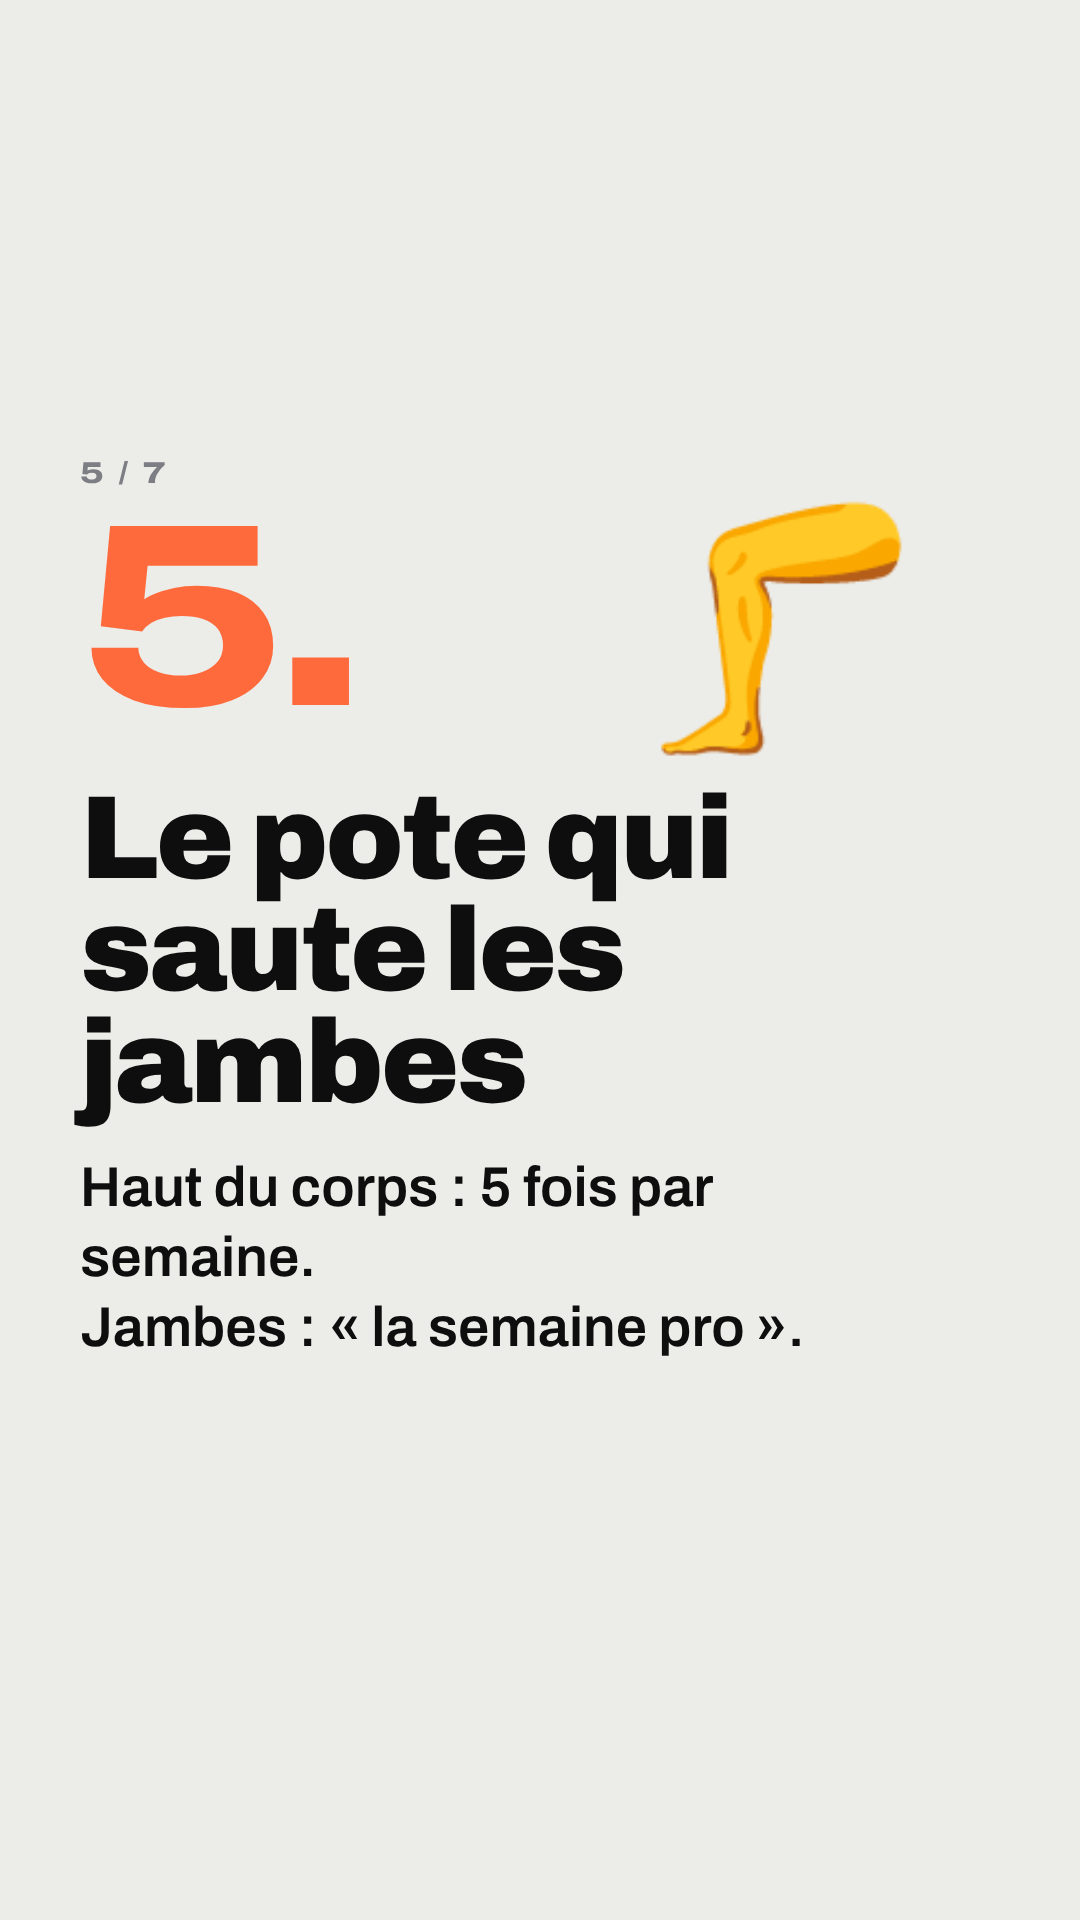 5 / 7
5.
Le pote qui
saute les
jambes
Haut du corps : 5 fois par
semaine.
Jambes : « la semaine pro ».